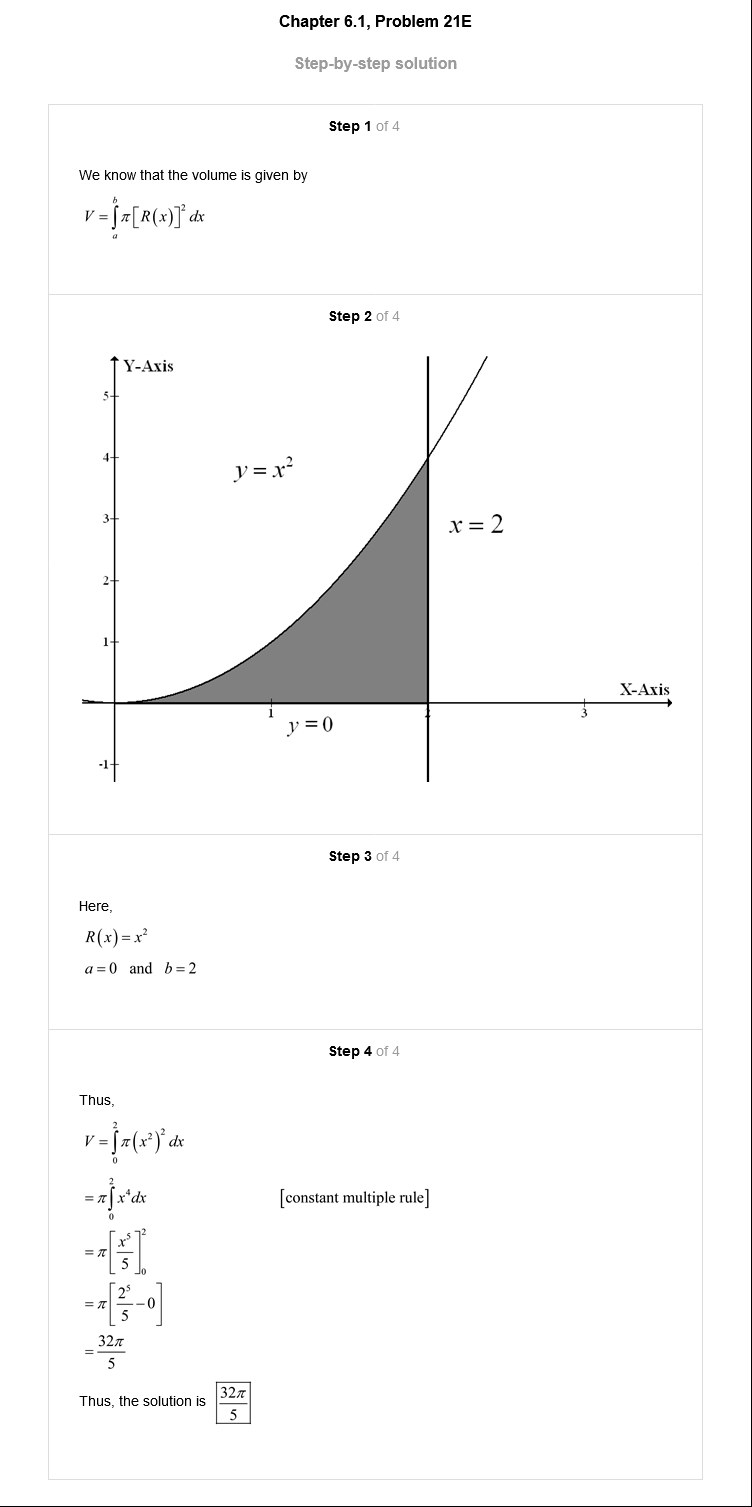 Chapter 6.1, Problem 21E
Step-by-step solution
Step 1 of 4
We know that the volume is given by
V = ∫ₐᵇ π[R(x)]² dx
Step 2 of 4
Y-Axis
5
4
y = x²
3
x = 2
2
1
X-Axis
1 2 3
y = 0
-1
Step 3 of 4
Here,
R(x) = x²
a = 0 and b = 2
Step 4 of 4
Thus,
V = ∫₀² π(x²)² dx
= π∫₀² x⁴dx [constant multiple rule]
= π[x⁵/5]₀²
= π[2⁵/5 − 0]
= 32π/5
Thus, the solution is 32π/5